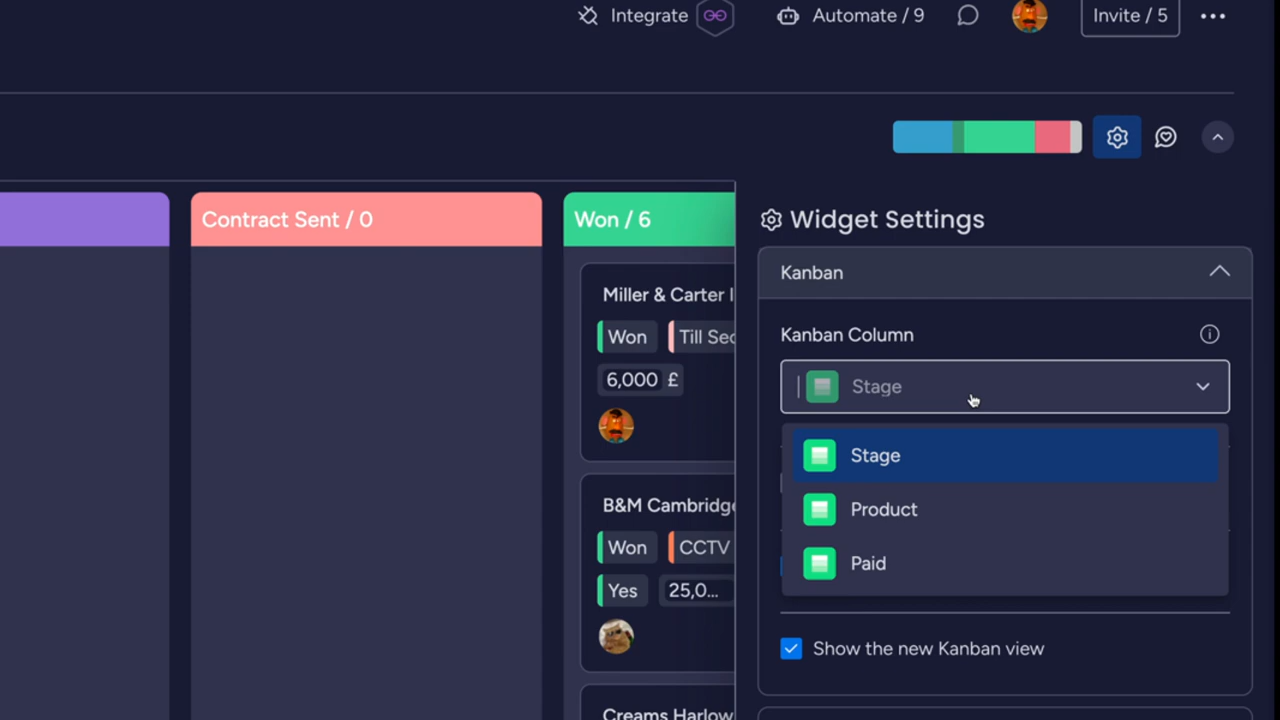 Integrate
Automate / 9
Invite / 5
Contract Sent / 0
Won / 6
Miller & Carter
Won
Till
6,000 £
B&M Cambridge
Won
CCTV
Yes
25,0...
Creams Harlow
Widget Settings
Kanban
Kanban Column
Stage
Stage
Product
Paid
Show the new Kanban view